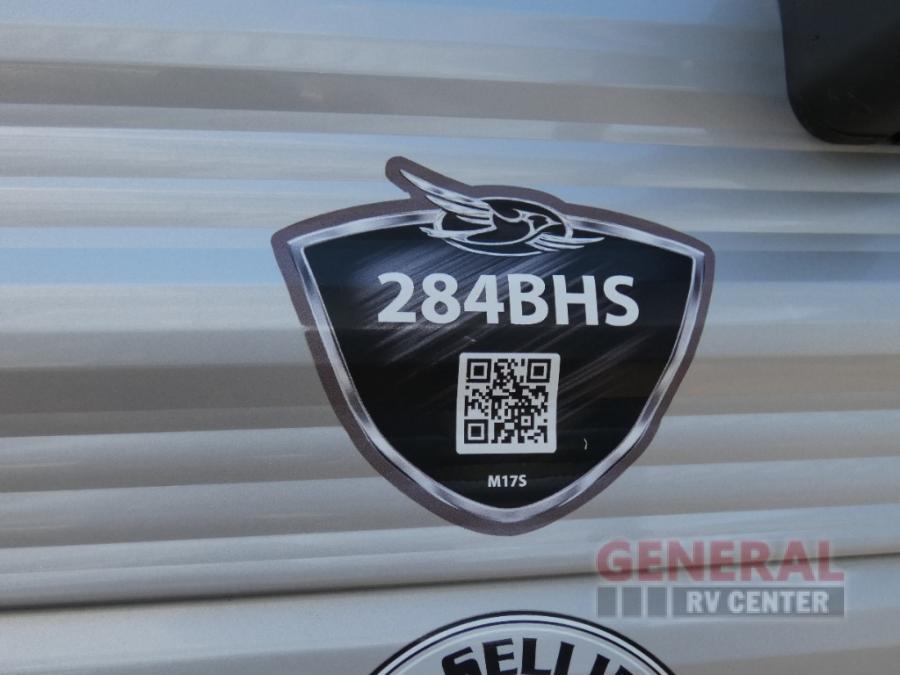 284BHS
M17S
GENERAL
RV CENTER